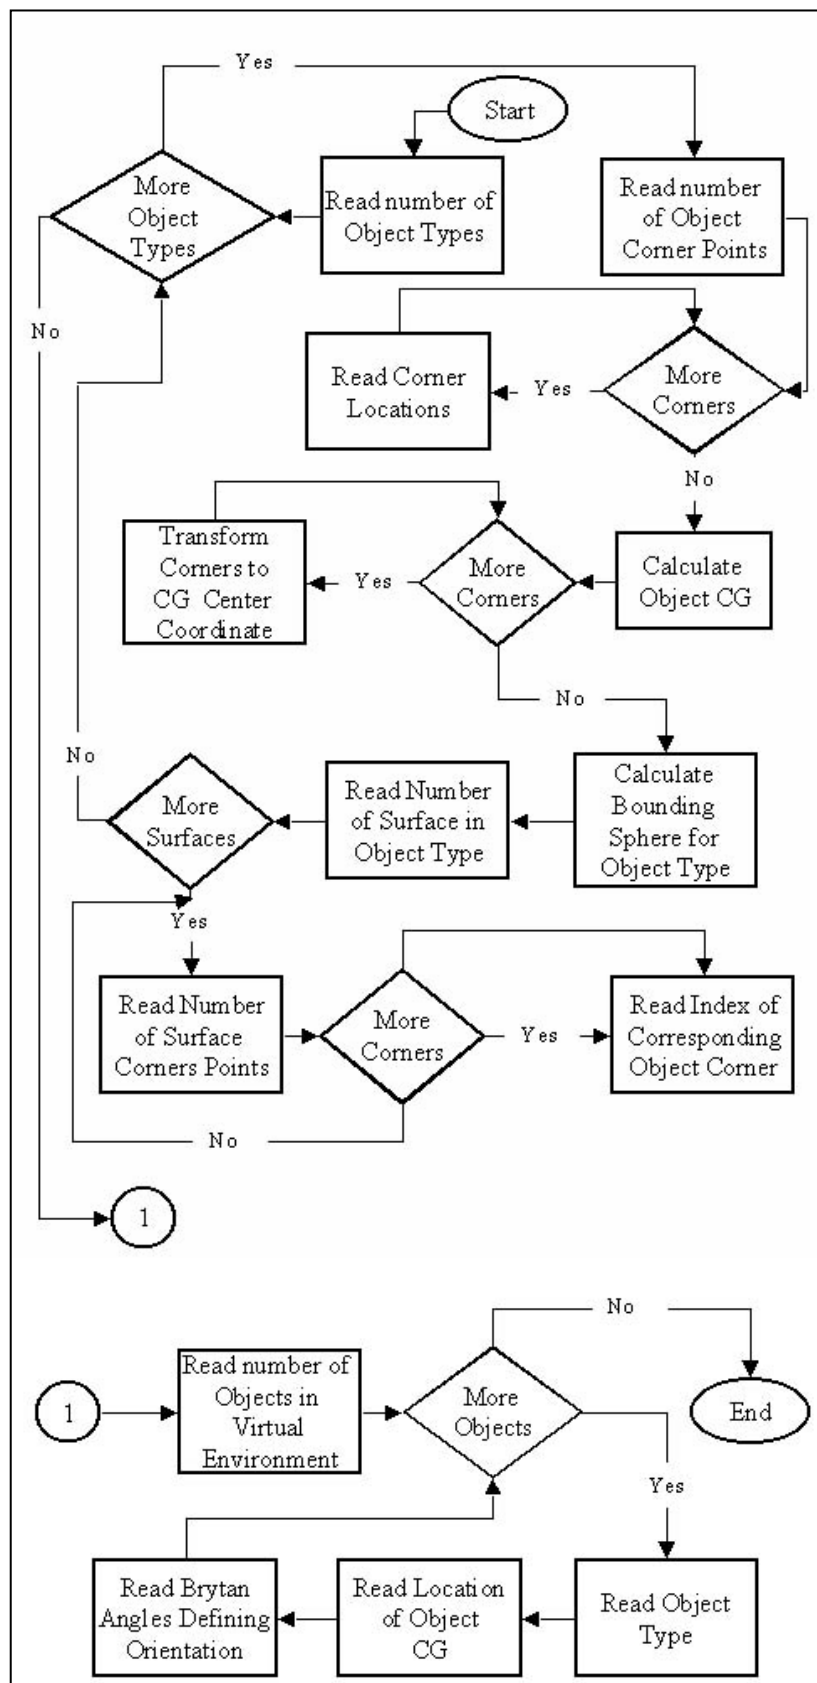 Yes
Start
More
Object
Types
Read number of
Object Types
Read number
of Object
Corner Points
No
Read Corner
Locations
Yes
More
Corners
No
Transform
Corners to
CG Center
Coordinate
Yes
More
Corners
Calculate
Object CG
No
No
More
Surfaces
Read Number
of Surface in
Object Type
Calculate
Bounding
Sphere for
Object Type
Yes
Read Number
of Surface
Corners Points
More
Corners
Yes
Read Index of
Corresponding
Object Corner
No
1
No
1
Read number of
Objects in
Virtual
Environment
More
Objects
End
Yes
Read Brytan
Angles Defining
Orientation
Read Location
of Object
CG
Read Object
Type